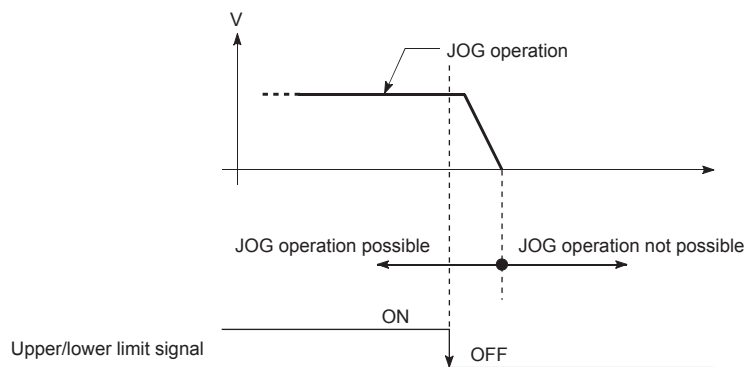 V
JOG operation
JOG operation possible
JOG operation not possible
ON
Upper/lower limit signal
OFF